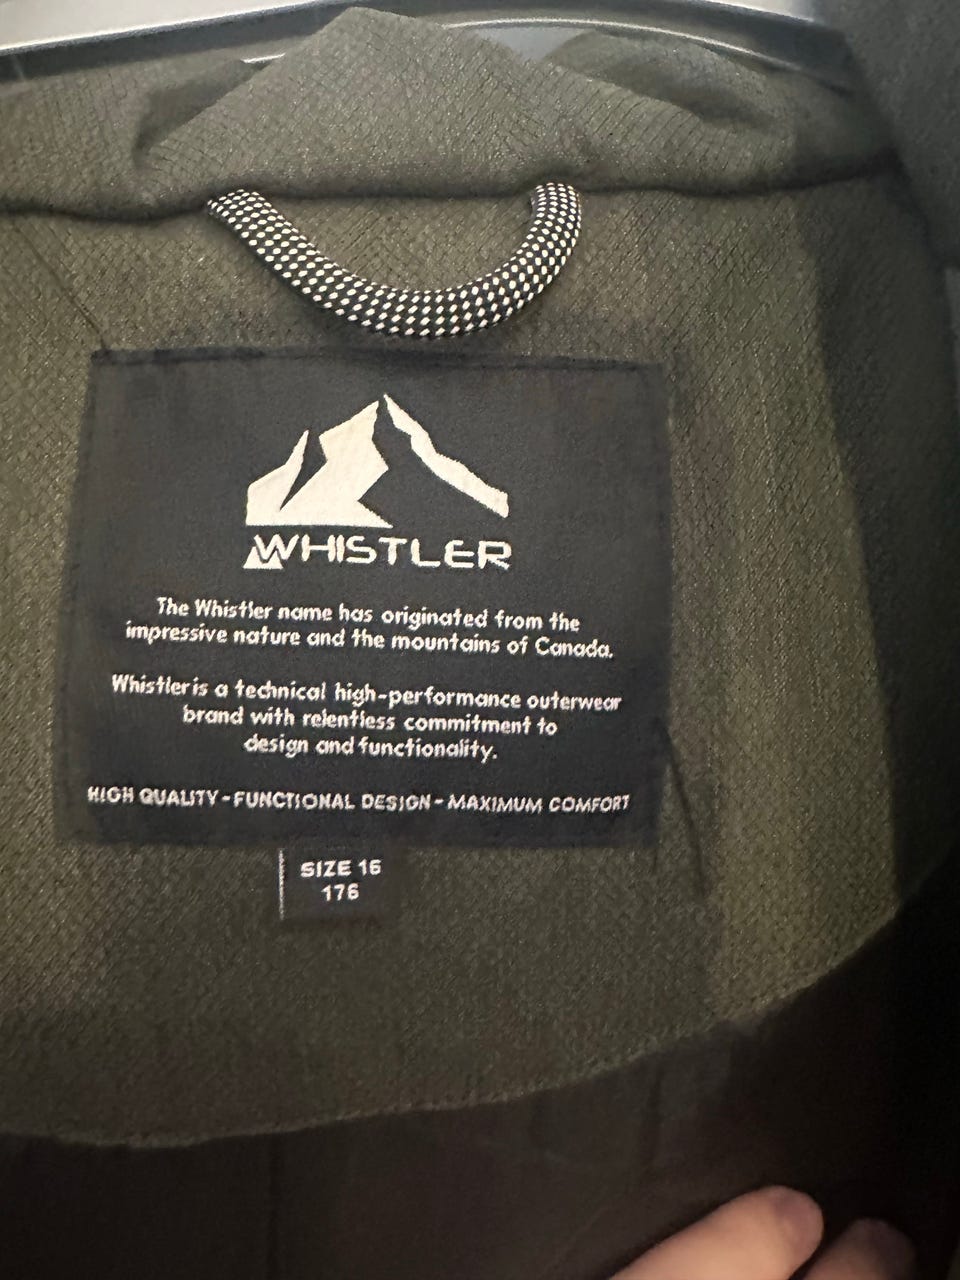 WHISTLER
The Whistler name has originated from the
impressive nature and the mountains of Canada.
Whistler is a technical high-performance outerwear
brand with relentless commitment to
design and functionality.
HIGH QUALITY - FUNCTIONAL DESIGN - MAXIMUM COMFORT
SIZE 16
176